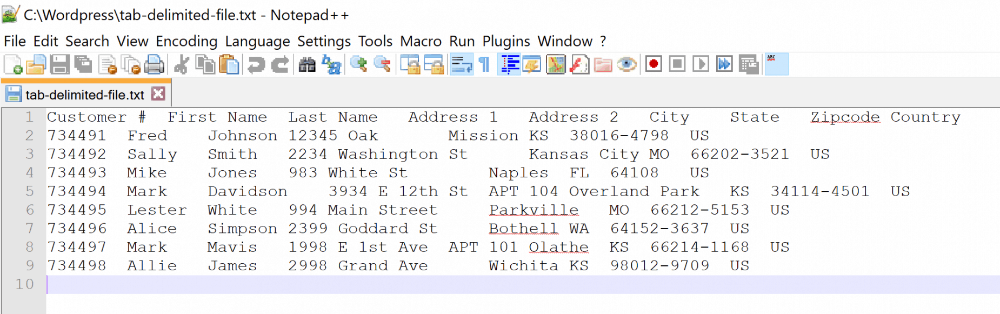 C:\Wordpress\tab-delimited-file.txt - Notepad++
File Edit Search View Encoding Language Settings Tools Macro Run Plugins Window ?
ABC
tab-delimited-file.txt
1 Customer # First Name Last Name Address 1 Address 2 City State Zipcode Country
2 734491 Fred Johnson 12345 Oak Mission KS 38016-4798 US
3 734492 Sally Smith 2234 Washington St Kansas City MO 66202-3521 US
4 734493 Mike Jones 983 White St Naples FL 64108 US
5 734494 Mark Davidson 3934 E 12th St APT 104 Overland Park KS 34114-4501 US
6 734495 Lester White 994 Main Street Parkville MO 66212-5153 US
7 734496 Alice Simpson 2399 Goddard St Bothell WA 64152-3637 US
8 734497 Mark Mavis 1998 E 1st Ave APT 101 Olathe KS 66214-1168 US
9 734498 Allie James 2998 Grand Ave Wichita KS 98012-9709 US
10